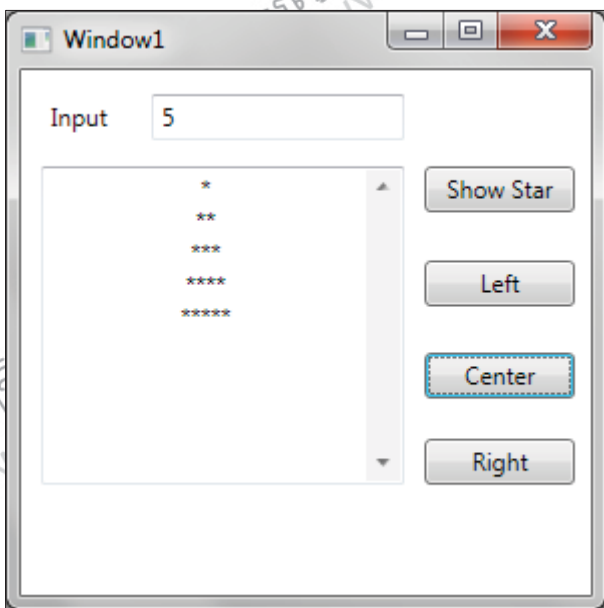 Window1
Input 5
*
Show Star
**
***
****
Left
*****
Center
Right